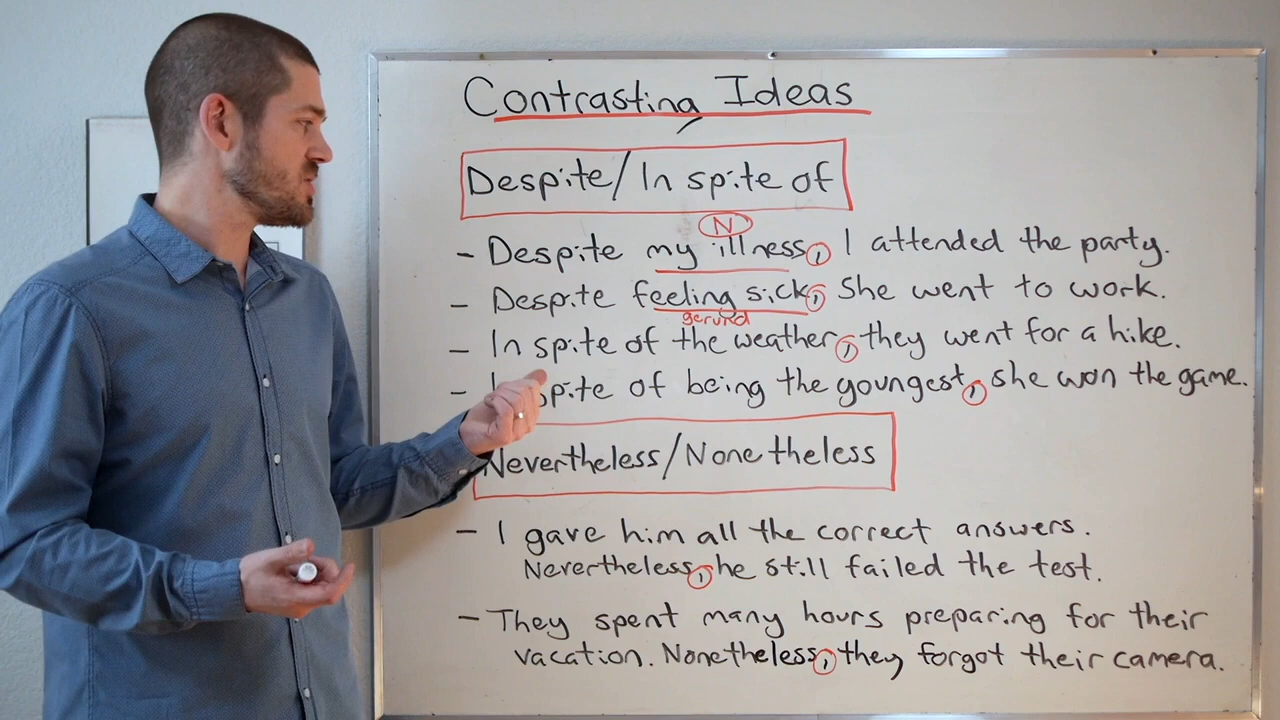 Contrasting Ideas
Despite/In spite of
N
- Despite my illness, I attended the party.
- Despite feeling sick, She went to work.
gerund
- In spite of the weather, they went for a hike.
- spite of being the youngest, she won the game.
Nevertheless/Nonetheless
- I gave him all the correct answers.
Nevertheless, he still failed the test.
- They spent many hours preparing for their
vacation. Nonetheless, they forgot their camera.